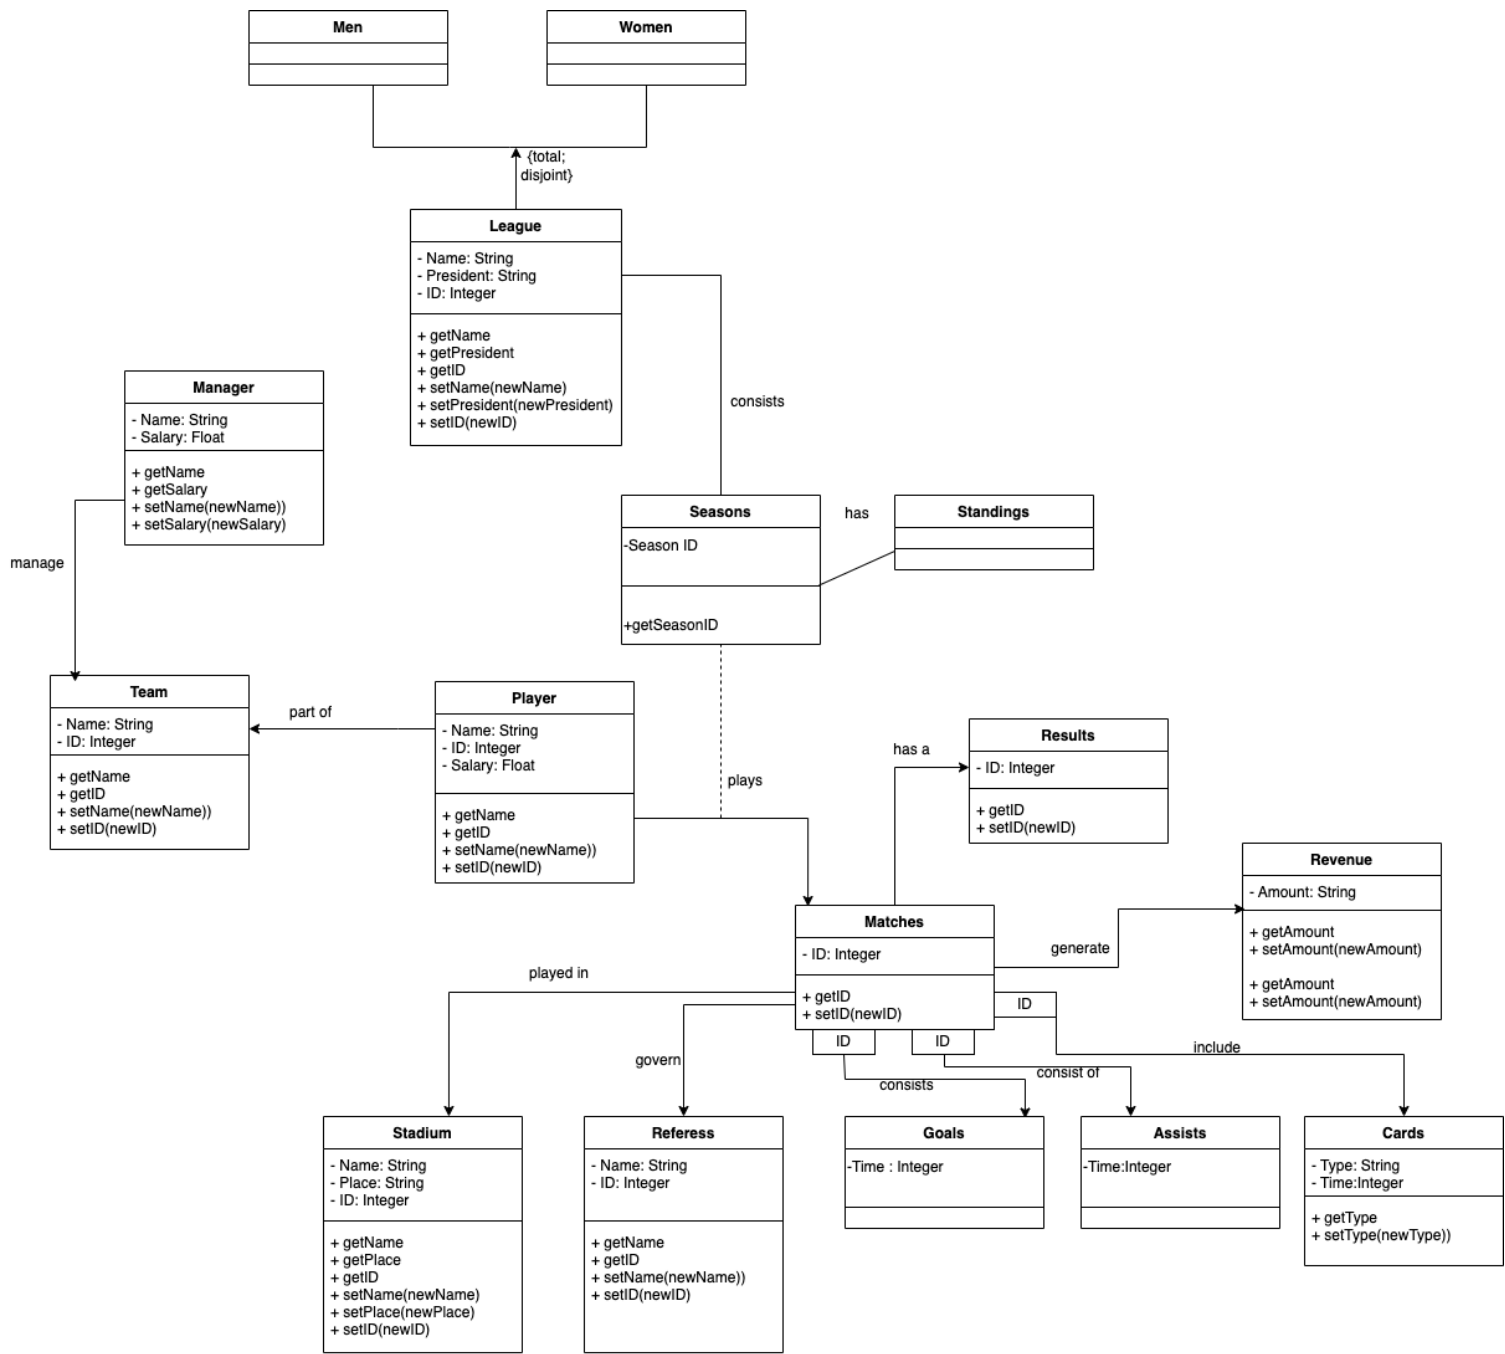 Men
Women
{total;
disjoint}
League
- Name: String
- President: String
- ID: Integer
+ getName
+ getPresident
+ getID
+ setName(newName)
+ setPresident(newPresident)
+ setID(newID)
consists
Manager
- Name: String
- Salary: Float
+ getName
+ getSalary
+ setName(newName))
+ setSalary(newSalary)
manage
Seasons
-Season ID
+getSeasonID
has
Standings
Team
- Name: String
- ID: Integer
+ getName
+ getID
+ setName(newName))
+ setID(newID)
part of
Player
- Name: String
- ID: Integer
- Salary: Float
+ getName
+ getID
+ setName(newName))
+ setID(newID)
plays
has a
Results
- ID: Integer
+ getID
+ setID(newID)
Revenue
- Amount: String
+ getAmount
+ setAmount(newAmount)
+ getAmount
+ setAmount(newAmount)
generate
Matches
- ID: Integer
+ getID
+ setID(newID)
ID
ID
ID
played in
govern
consists
consist of
include
Stadium
- Name: String
- Place: String
- ID: Integer
+ getName
+ getPlace
+ getID
+ setName(newName)
+ setPlace(newPlace)
+ setID(newID)
Referess
- Name: String
- ID: Integer
+ getName
+ getID
+ setName(newName))
+ setID(newID)
Goals
-Time : Integer
Assists
-Time:Integer
Cards
- Type: String
- Time:Integer
+ getType
+ setType(newType))